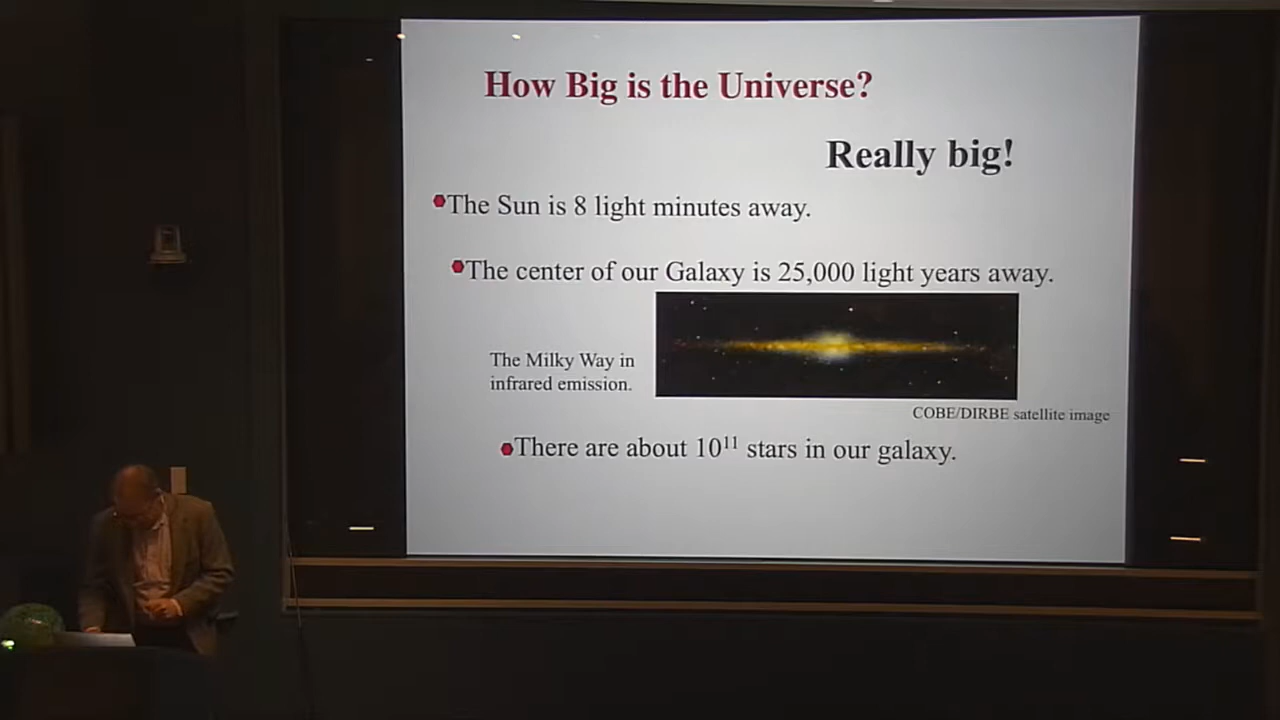 How Big is the Universe?
Really big!
The Sun is 8 light minutes away.
The center of our Galaxy is 25,000 light years away.
The Milky Way in
infrared emission.
COBE/DIRBE satellite image
There are about 10¹¹ stars in our galaxy.